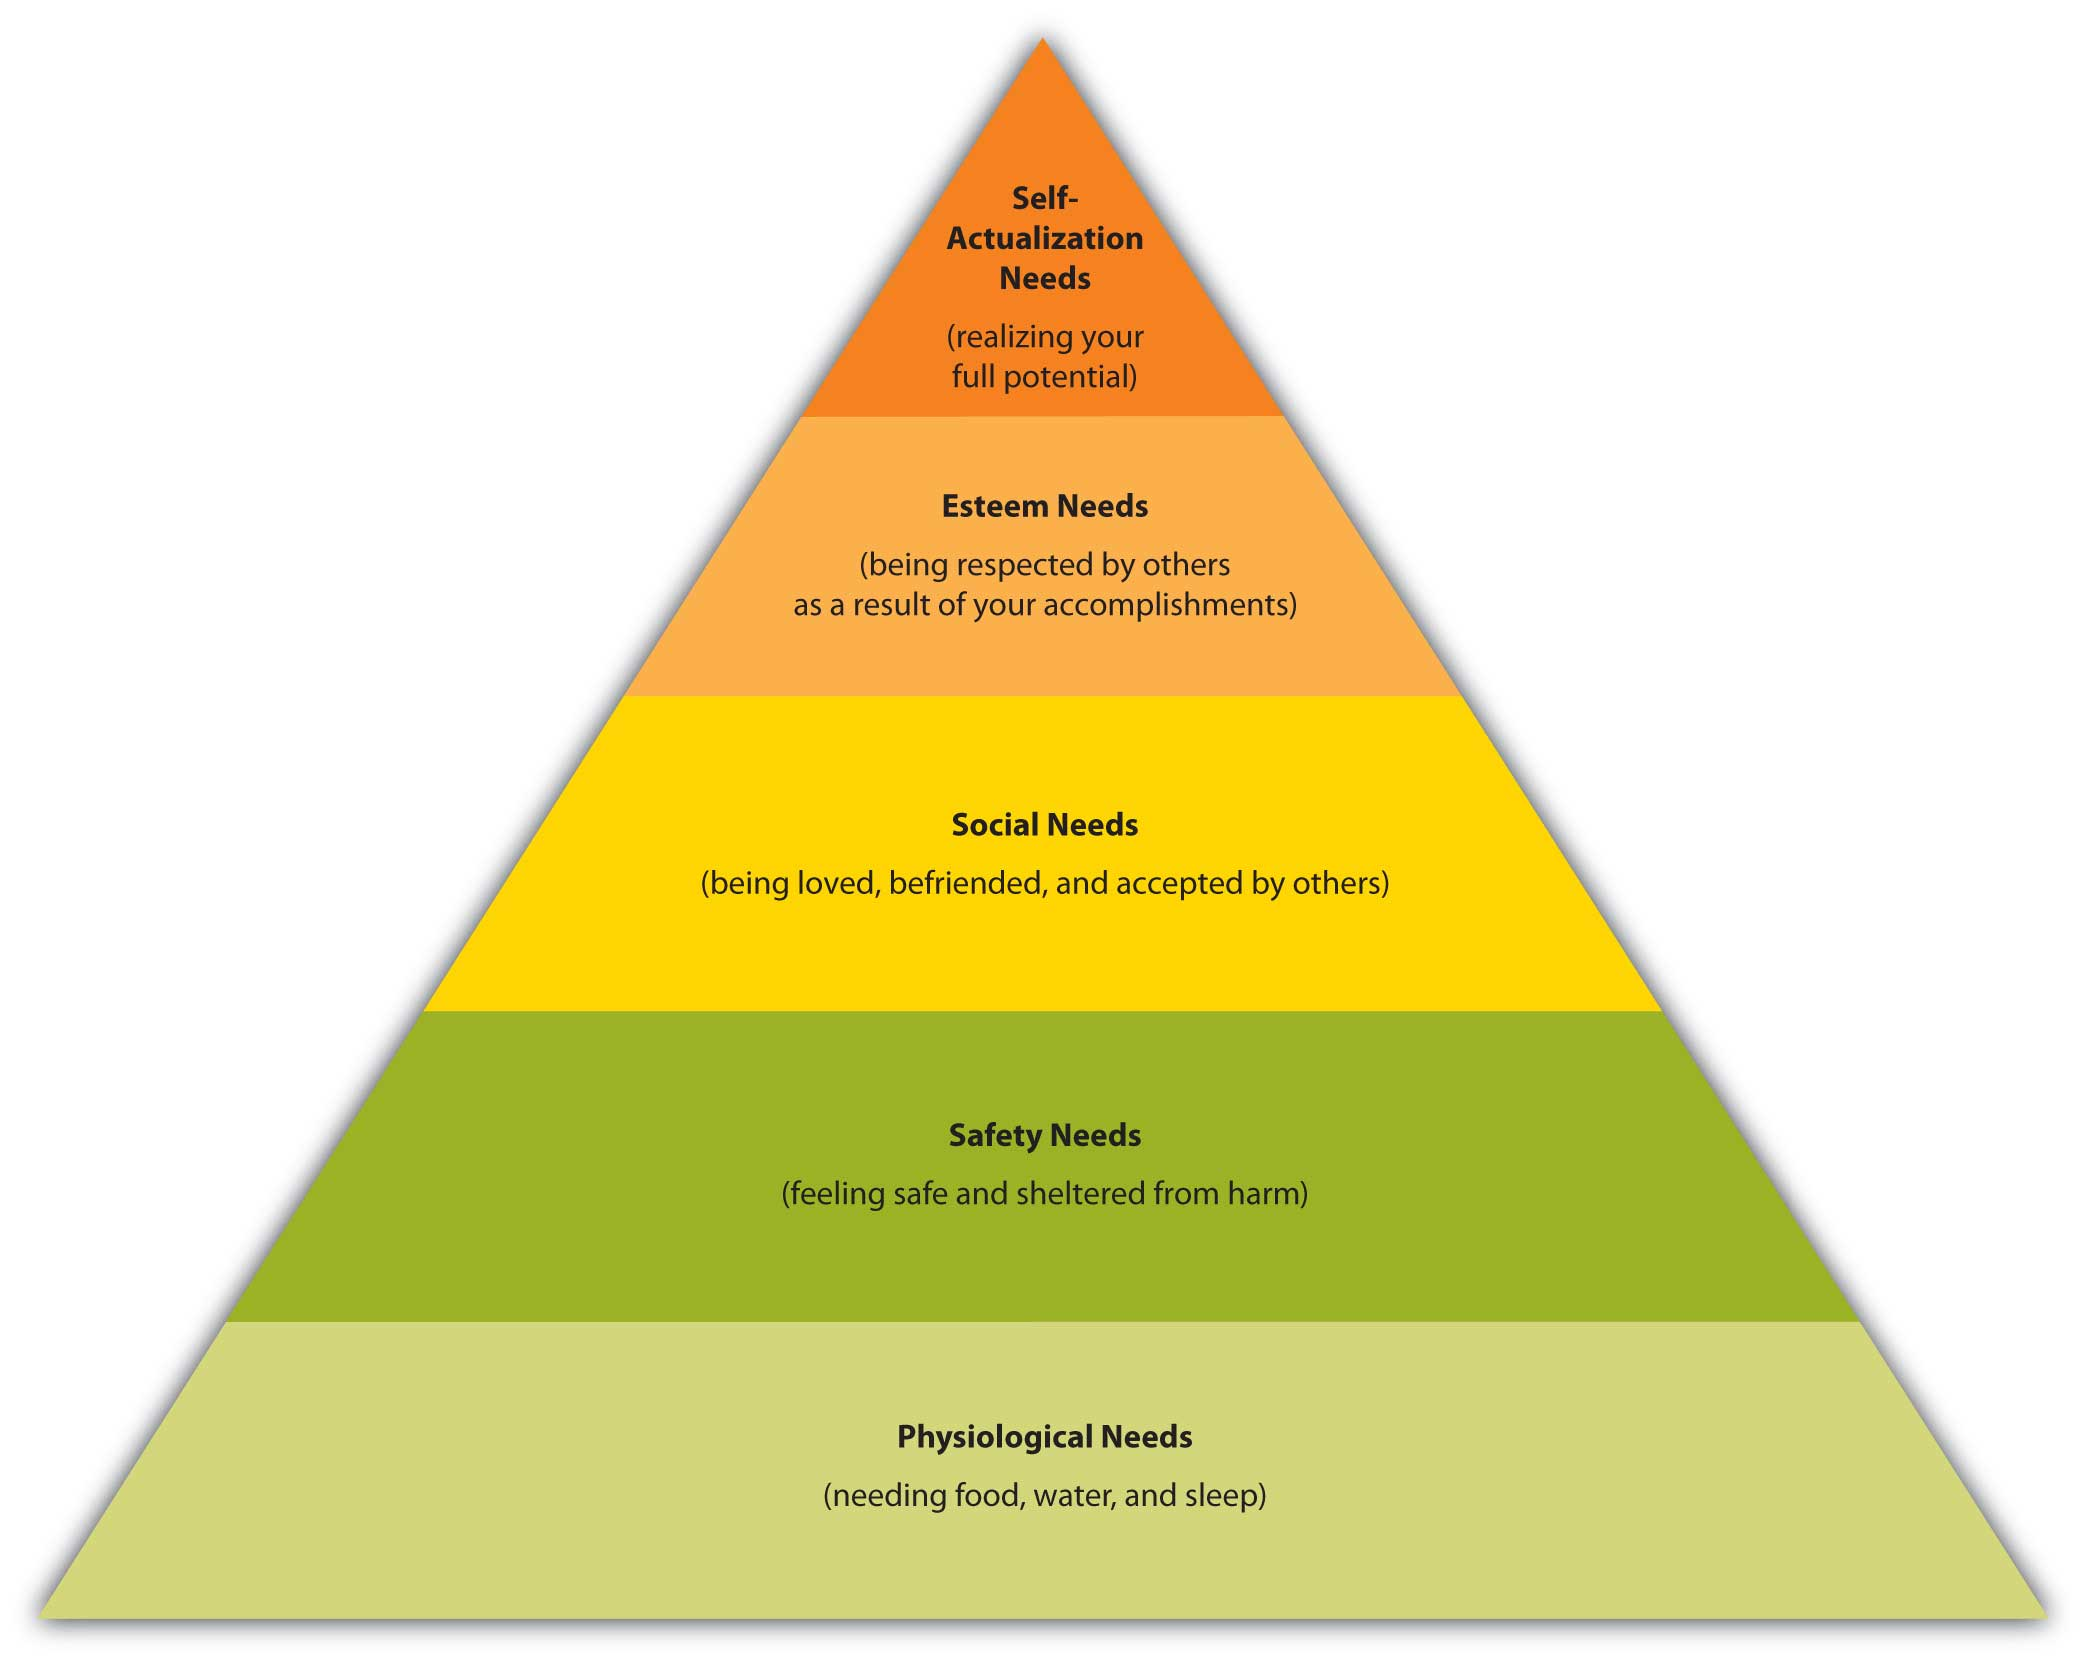 Self-
Actualization
Needs
(realizing your
full potential)
Esteem Needs
(being respected by others
as a result of your accomplishments)
Social Needs
(being loved, befriended, and accepted by others)
Safety Needs
(feeling safe and sheltered from harm)
Physiological Needs
(needing food, water, and sleep)